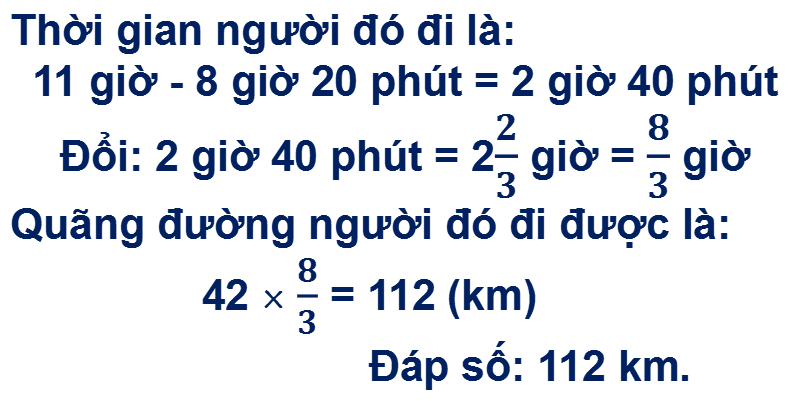 Thời gian người đó đi là:
11 giờ - 8 giờ 20 phút = 2 giờ 40 phút
Đổi: 2 giờ 40 phút = 2 2/3 giờ = 8/3 giờ
Quãng đường người đó đi được là:
42 × 8/3 = 112 (km)
Đáp số: 112 km.